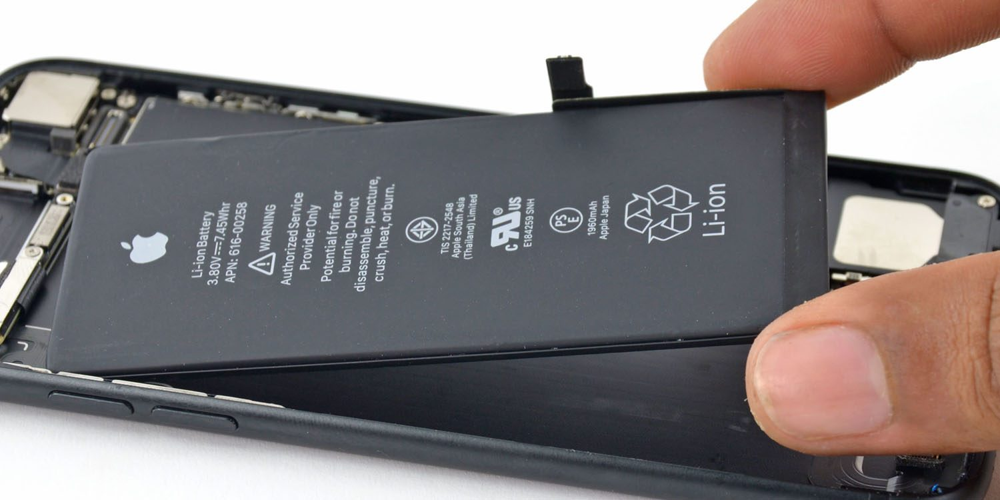 Li-ion Battery
3.80V⎓7.45Whr
APN: 616-00258
WARNING
Authorized Service
Provider Only
Potential for fire or
burning. Do not
disassemble, puncture,
crush, heat, or burn.
TIS 2217-2548
Apple South Asia
(Thailand) Limited
c RU® US
E184259 SNH
PS
E
1960mAh
Apple Japan
Li-ion